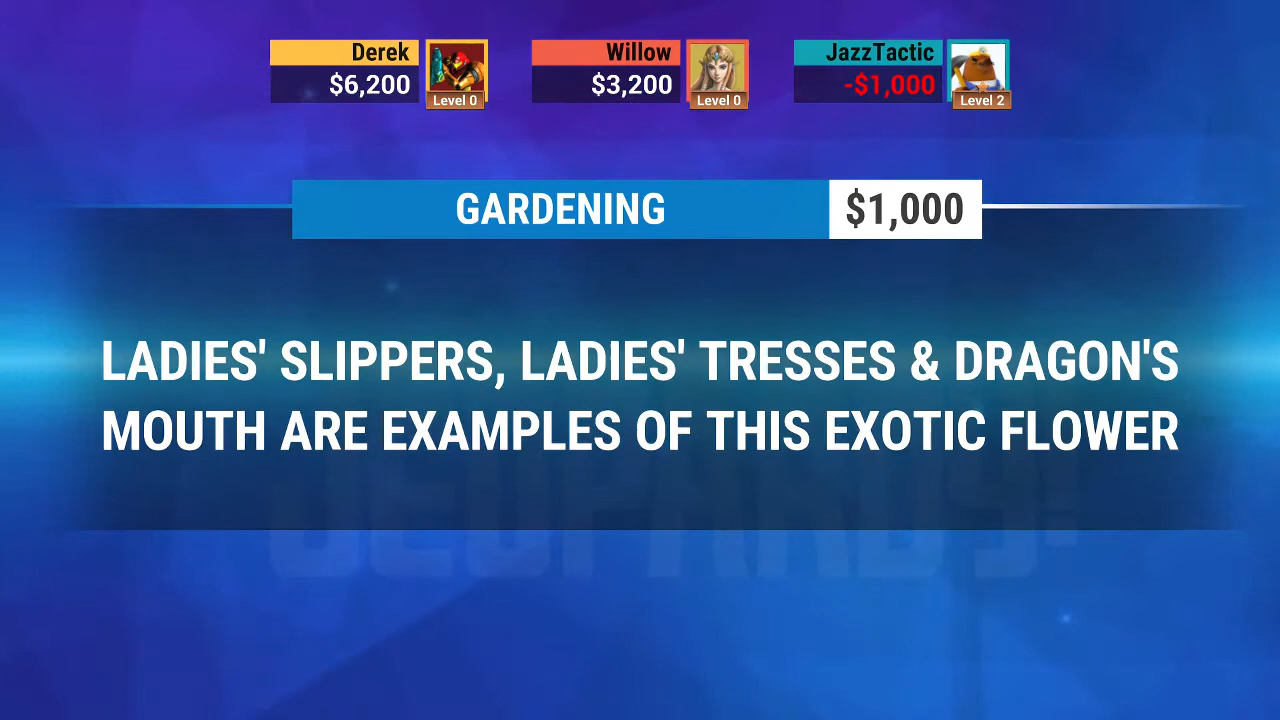 Derek
$6,200
Level 0
Willow
$3,200
Level 0
JazzTactic
-$1,000
Level 2
GARDENING
$1,000
LADIES' SLIPPERS, LADIES' TRESSES & DRAGON'S
MOUTH ARE EXAMPLES OF THIS EXOTIC FLOWER
JEOPARDY!